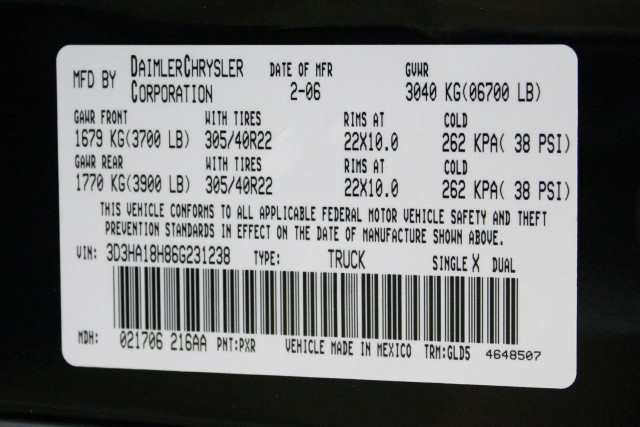 MFD BY DAIMLERCHRYSLER CORPORATION DATE OF MFR 2-06 GVWR 3040 KG(06700 LB)
GAWR FRONT WITH TIRES RIMS AT COLD
1679 KG(3700 LB) 305/40R22 22X10.0 262 KPA( 38 PSI)
GAWR REAR WITH TIRES RIMS AT COLD
1770 KG(3900 LB) 305/40R22 22X10.0 262 KPA( 38 PSI)
THIS VEHICLE CONFORMS TO ALL APPLICABLE FEDERAL MOTOR VEHICLE SAFETY AND THEFT
PREVENTION STANDARDS IN EFFECT ON THE DATE OF MANUFACTURE SHOWN ABOVE.
VIN: 3D3HA18H86G231238 TYPE: TRUCK SINGLE X DUAL
MDH: 021706 216AA PNT:PXR VEHICLE MADE IN MEXICO TRM:GLD5 4648507